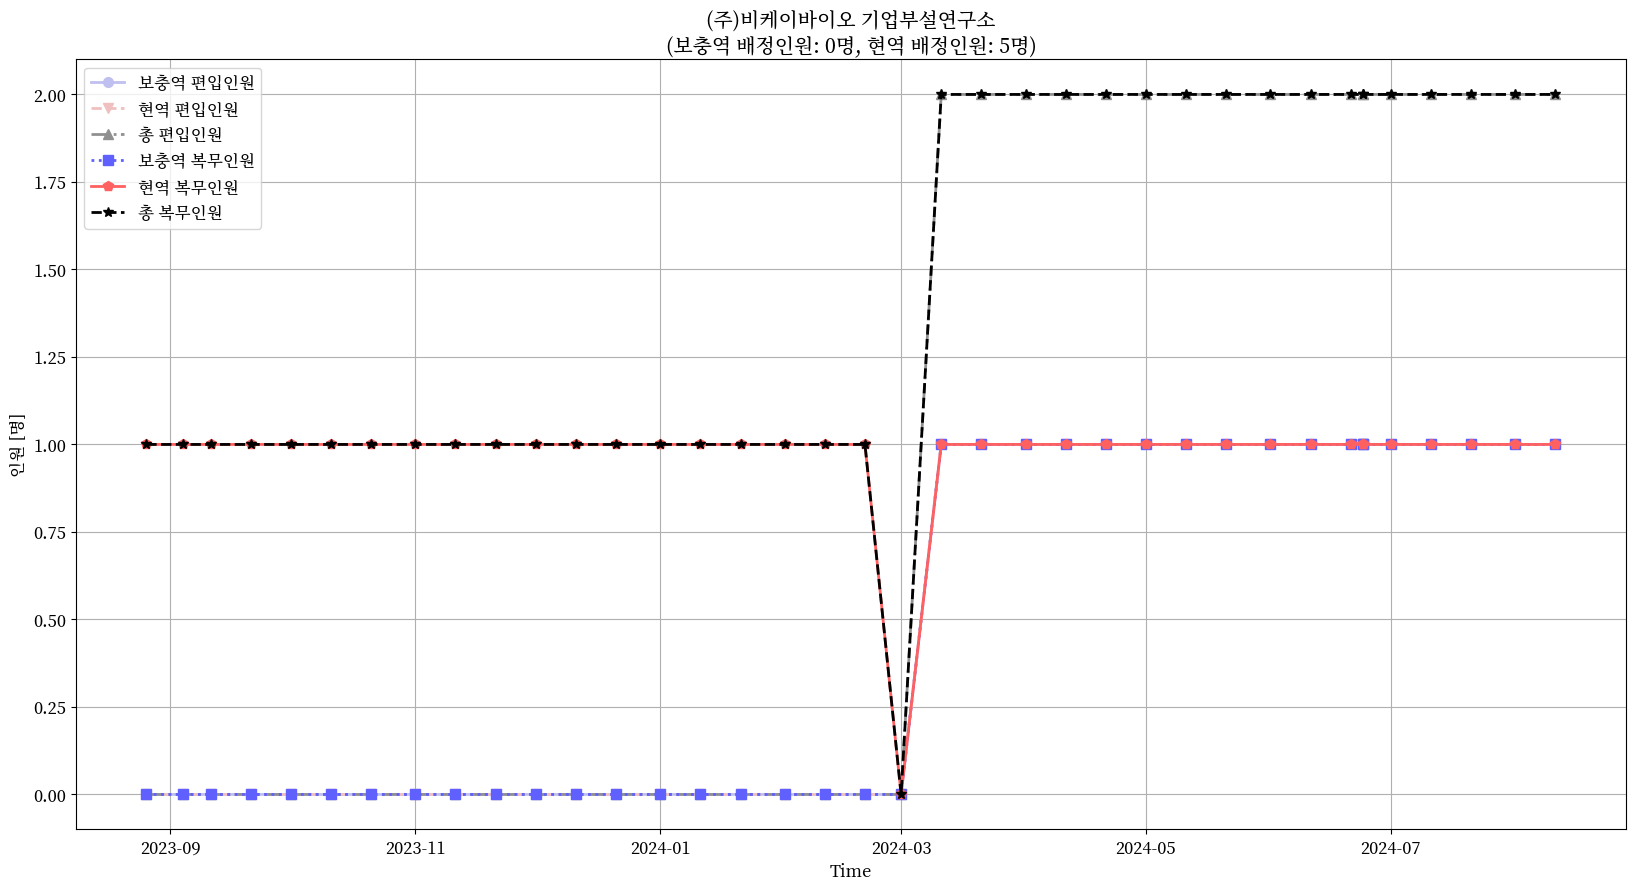 (주)비케이바이오 기업부설연구소
(보충역 배정인원: 0명, 현역 배정인원: 5명)
보충역 편입인원
현역 편입인원
총 편입인원
보충역 복무인원
현역 복무인원
총 복무인원
인원 [명]
2.00
1.75
1.50
1.25
1.00
0.75
0.50
0.25
0.00
2023-09
2023-11
2024-01
2024-03
2024-05
2024-07
Time